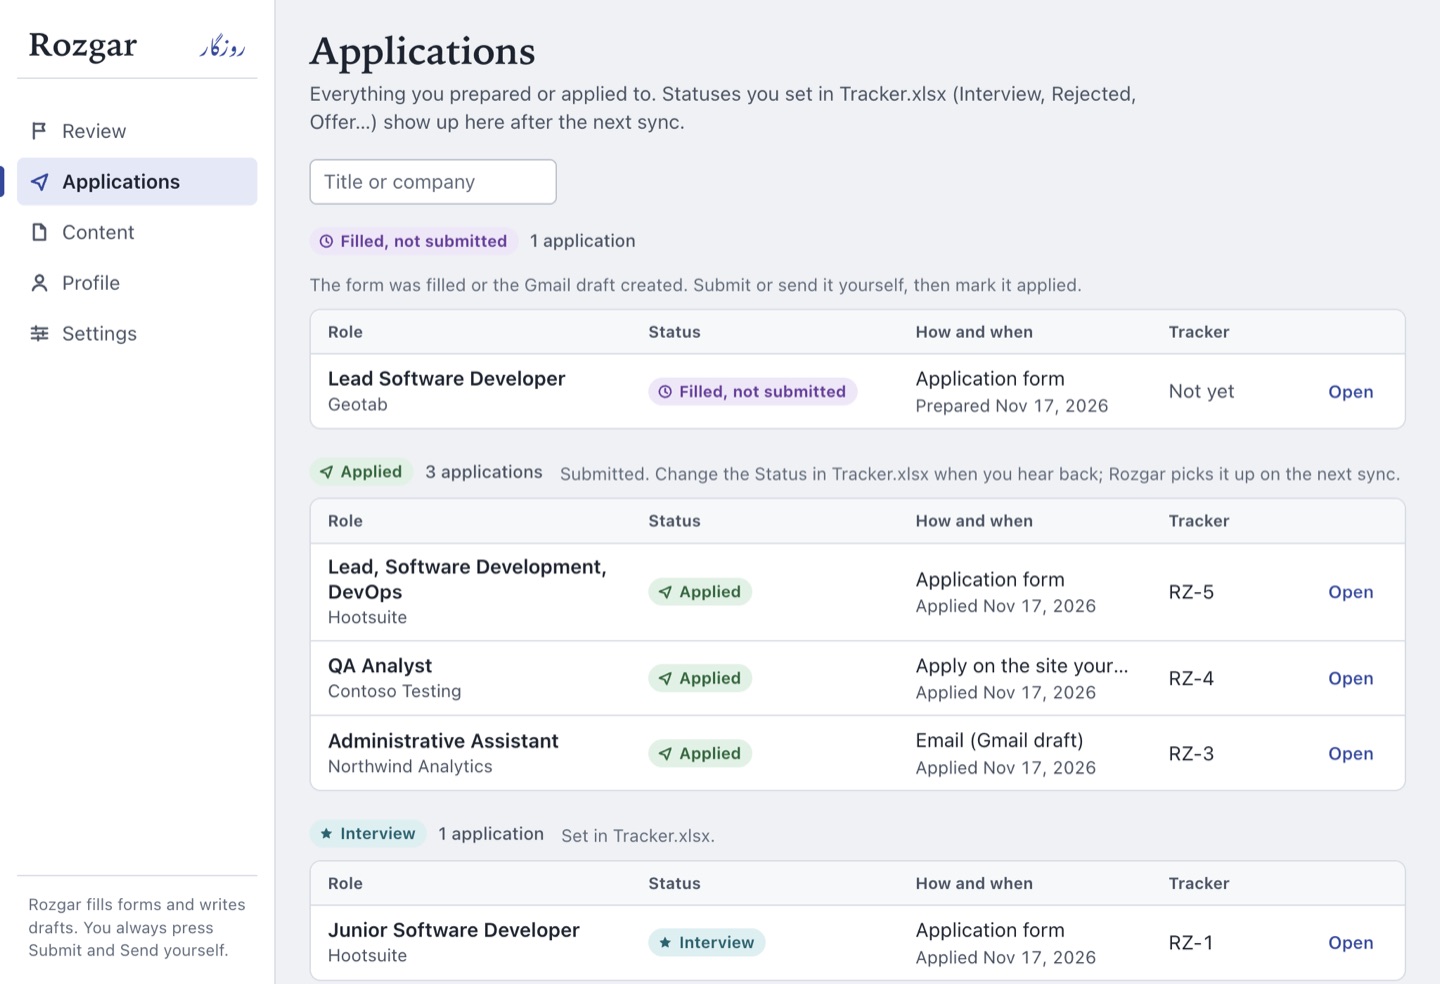 Rozgar
روزگار
Review
Applications
Content
Profile
Settings
Rozgar fills forms and writes
drafts. You always press
Submit and Send yourself.
Applications
Everything you prepared or applied to. Statuses you set in Tracker.xlsx (Interview, Rejected,
Offer...) show up here after the next sync.
Title or company
Filled, not submitted 1 application
The form was filled or the Gmail draft created. Submit or send it yourself, then mark it applied.
Role Status How and when Tracker
Lead Software Developer
Geotab
Filled, not submitted
Application form
Prepared Nov 17, 2026
Not yet
Open
Applied 3 applications Submitted. Change the Status in Tracker.xlsx when you hear back; Rozgar picks it up on the next sync.
Role Status How and when Tracker
Lead, Software Development,
DevOps
Hootsuite
Applied
Application form
Applied Nov 17, 2026
RZ-5
Open
QA Analyst
Contoso Testing
Applied
Apply on the site your...
Applied Nov 17, 2026
RZ-4
Open
Administrative Assistant
Northwind Analytics
Applied
Email (Gmail draft)
Applied Nov 17, 2026
RZ-3
Open
Interview 1 application Set in Tracker.xlsx.
Role Status How and when Tracker
Junior Software Developer
Hootsuite
Interview
Application form
Applied Nov 17, 2026
RZ-1
Open